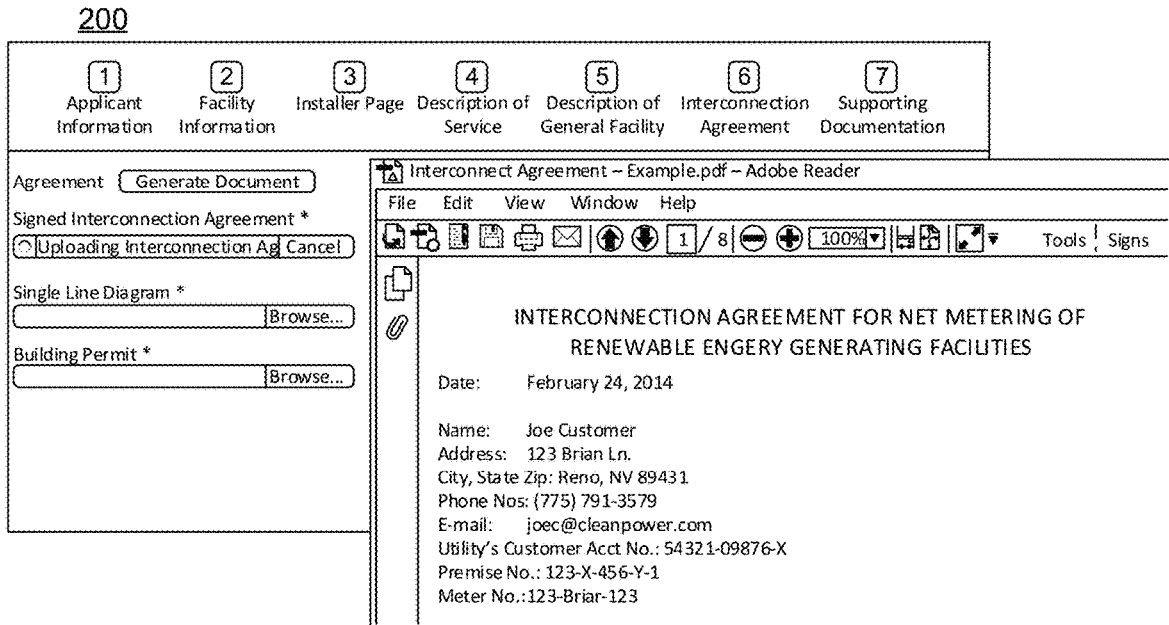 200
1 2 3 4 5 6 7
Applicant Facility Installer Page Description of Description of Interconnection Supporting
Information Information Service General Facility Agreement Documentation
Agreement Generate Document
Signed Interconnection Agreement *
Uploading Interconnection Ag Cancel
Single Line Diagram *
Browse...
Building Permit *
Browse...
Interconnect Agreement – Example.pdf – Adobe Reader
File Edit View Window Help
1 / 8 100% Tools Signs
INTERCONNECTION AGREEMENT FOR NET METERING OF
RENEWABLE ENGERY GENERATING FACILITIES
Date: February 24, 2014
Name: Joe Customer
Address: 123 Brian Ln.
City, State Zip: Reno, NV 89431
Phone Nos: (775) 791-3579
E-mail: joec@cleanpower.com
Utility's Customer Acct No.: 54321-09876-X
Premise No.: 123-X-456-Y-1
Meter No.:123-Briar-123